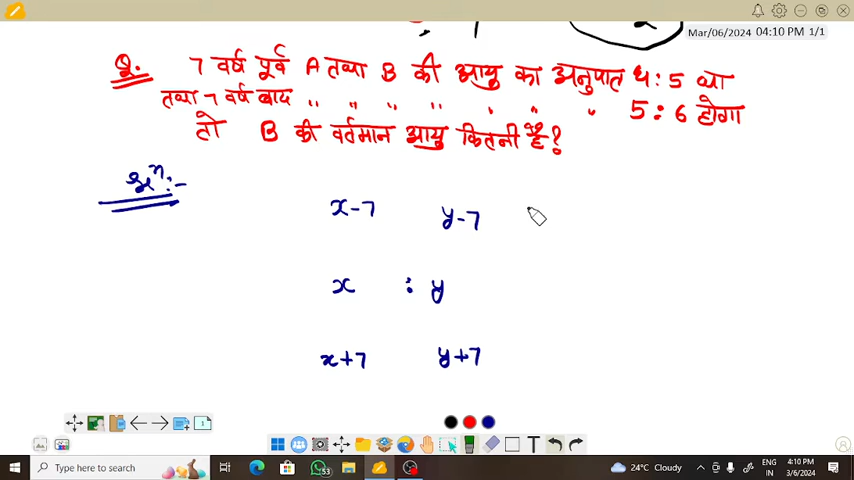 Mar/06/2024 04:10 PM 1/1
Q. 7 वर्ष पूर्व A तथा B की आयु का अनुपात 4:5 था
तथा 7 वर्ष बाद " " " " " " " 5:6 होगा
तो B की वर्तमान आयु कितनी है?
Solⁿ:-
x-7 y-7
x : y
x+7 y+7
Type here to search
53
24°C Cloudy
ENG
IN
4:10 PM
3/6/2024